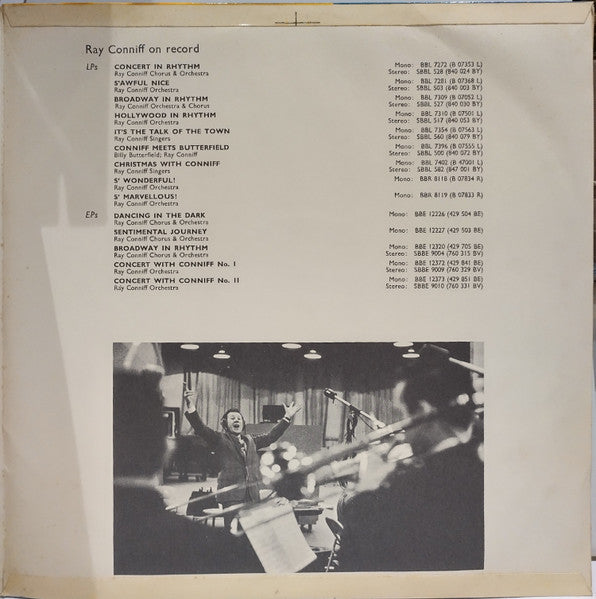 Ray Conniff on record
LPs CONCERT IN RHYTHM Mono: BBL 7272 (B 07353 L)
Ray Conniff Chorus & Orchestra Stereo: SBBL 528 (840 024 BY)
S'AWFUL NICE Mono: BBL 7281 (B 07368 L)
Ray Conniff Orchestra Stereo: SBBL 503 (840 003 BY)
BROADWAY IN RHYTHM Mono: BBL 7309 (B 07052 L)
Ray Conniff Orchestra & Chorus Stereo: SBBL 527 (840 030 BY)
HOLLYWOOD IN RHYTHM Mono: BBL 7310 (B 07501 L)
Ray Conniff Orchestra Stereo: SBBL 517 (840 053 BY)
IT'S THE TALK OF THE TOWN Mono: BBL 7354 (B 07563 L)
Ray Conniff Singers Stereo: SBBL 560 (840 079 BY)
CONNIFF MEETS BUTTERFIELD Mono: BBL 7396 (B 07555 L)
Billy Butterfield; Ray Conniff Stereo: SBBL 500 (840 072 BY)
CHRISTMAS WITH CONNIFF Mono: BBL 7402 (B 47001 L)
Ray Conniff Singers Stereo: SBBL 582 (847 001 BY)
S' WONDERFUL! Mono: BBR 8118 (B 07834 R)
Ray Conniff Orchestra
S' MARVELLOUS! Mono: BBR 8119 (B 07833 R)
Ray Conniff Orchestra
EPs DANCING IN THE DARK Mono: BBE 12226 (429 504 BE)
Ray Conniff Chorus & Orchestra
SENTIMENTAL JOURNEY Mono: BBE 12227 (429 503 BE)
Ray Conniff Chorus & Orchestra
BROADWAY IN RHYTHM Mono: BBE 12320 (429 705 BE)
Ray Conniff Chorus & Orchestra Stereo: SBBE 9004 (760 315 BV)
CONCERT WITH CONNIFF No. I Mono: BBE 12372 (429 841 BE)
Ray Conniff Orchestra Stereo: SBBE 9009 (760 329 BV)
CONCERT WITH CONNIFF No. II Mono: BBE 12373 (429 851 BE)
Ray Conniff Orchestra Stereo: SBBE 9010 (760 331 BV)